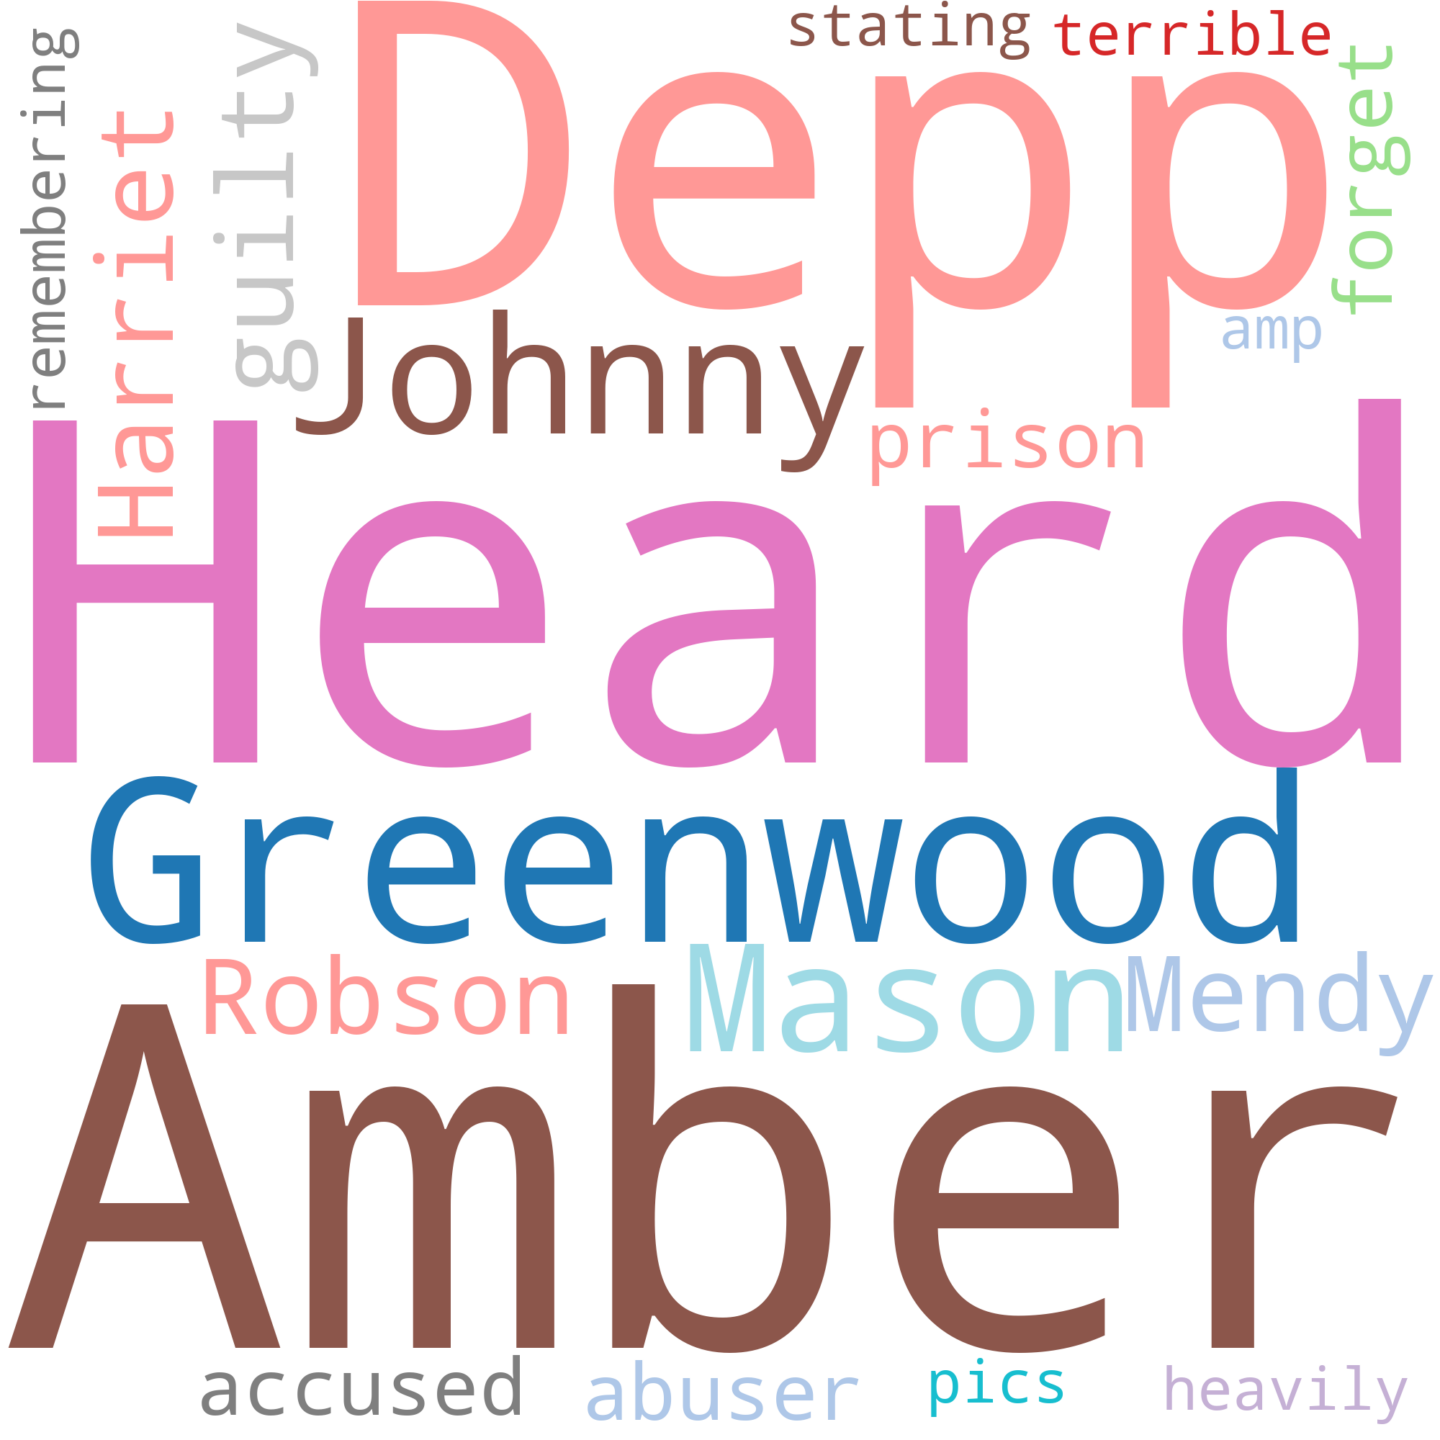 stating
terrible
Depp
remembering
Harriet
guilty
forget
Johnny
amp
prison
Heard
Greenwood
Robson
Mason
Mendy
Amber
accused
abuser
pics
heavily